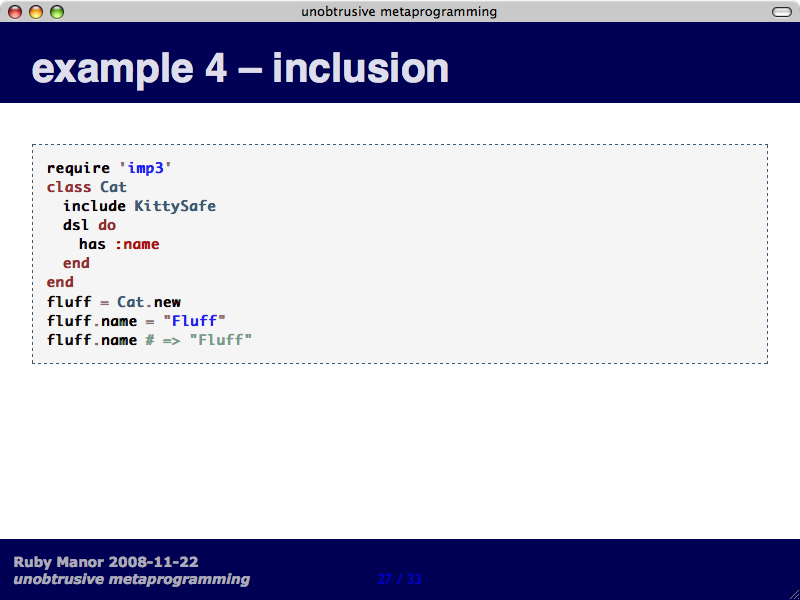 unobtrusive metaprogramming
example 4 – inclusion
require 'imp3'
class Cat
  include KittySafe
  dsl do
    has :name
  end
end
fluff = Cat.new
fluff.name = "Fluff"
fluff.name # => "Fluff"
Ruby Manor 2008-11-22
unobtrusive metaprogramming
27 / 33